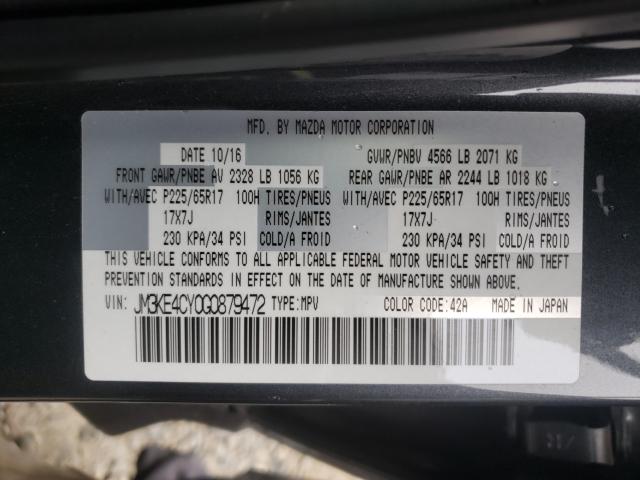 MFD. BY MAZDA MOTOR CORPORATION
DATE 10/16 GVWR/PNBV 4566 LB 2071 KG
FRONT GAWR/PNBE AV 2328 LB 1056 KG REAR GAWR/PNBE AR 2244 LB 1018 KG
WITH/AVEC P225/65R17 100H TIRES/PNEUS WITH/AVEC P225/65R17 100H TIRES/PNEUS
17X7J RIMS/JANTES 17X7J RIMS/JANTES
230 KPA/34 PSI COLD/A FROID 230 KPA/34 PSI COLD/A FROID
THIS VEHICLE CONFORMS TO ALL APPLICABLE FEDERAL MOTOR VEHICLE SAFETY AND THEFT
PREVENTION STANDARDS IN EFFECT ON THE DATE OF MANUFACTURE SHOWN ABOVE.
VIN: JM3KE4CY0G0879472 TYPE:MPV COLOR CODE:42A MADE IN JAPAN